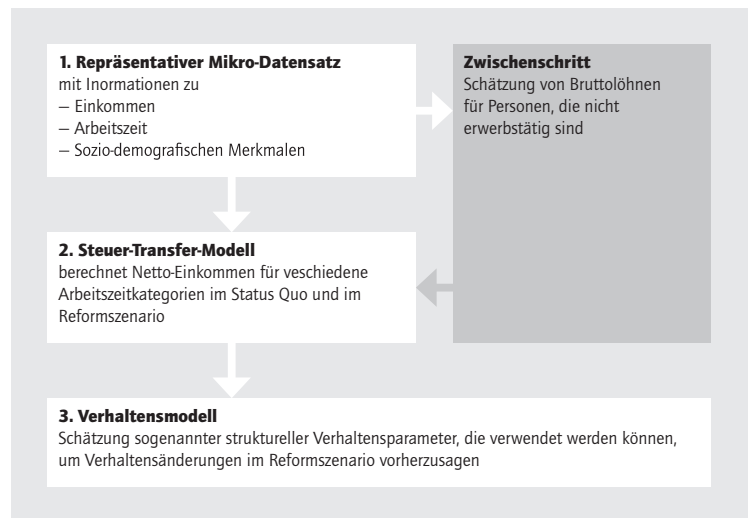 1. Repräsentativer Mikro-Datensatz
mit Inormationen zu
– Einkommen
– Arbeitszeit
– Sozio-demografischen Merkmalen
Zwischenschritt
Schätzung von Bruttolöhnen
für Personen, die nicht
erwerbstätig sind
2. Steuer-Transfer-Modell
berechnet Netto-Einkommen für veschiedene
Arbeitszeitkategorien im Status Quo und im
Reformszenario
3. Verhaltensmodell
Schätzung sogenannter struktureller Verhaltensparameter, die verwendet werden können,
um Verhaltensänderungen im Reformszenario vorherzusagen